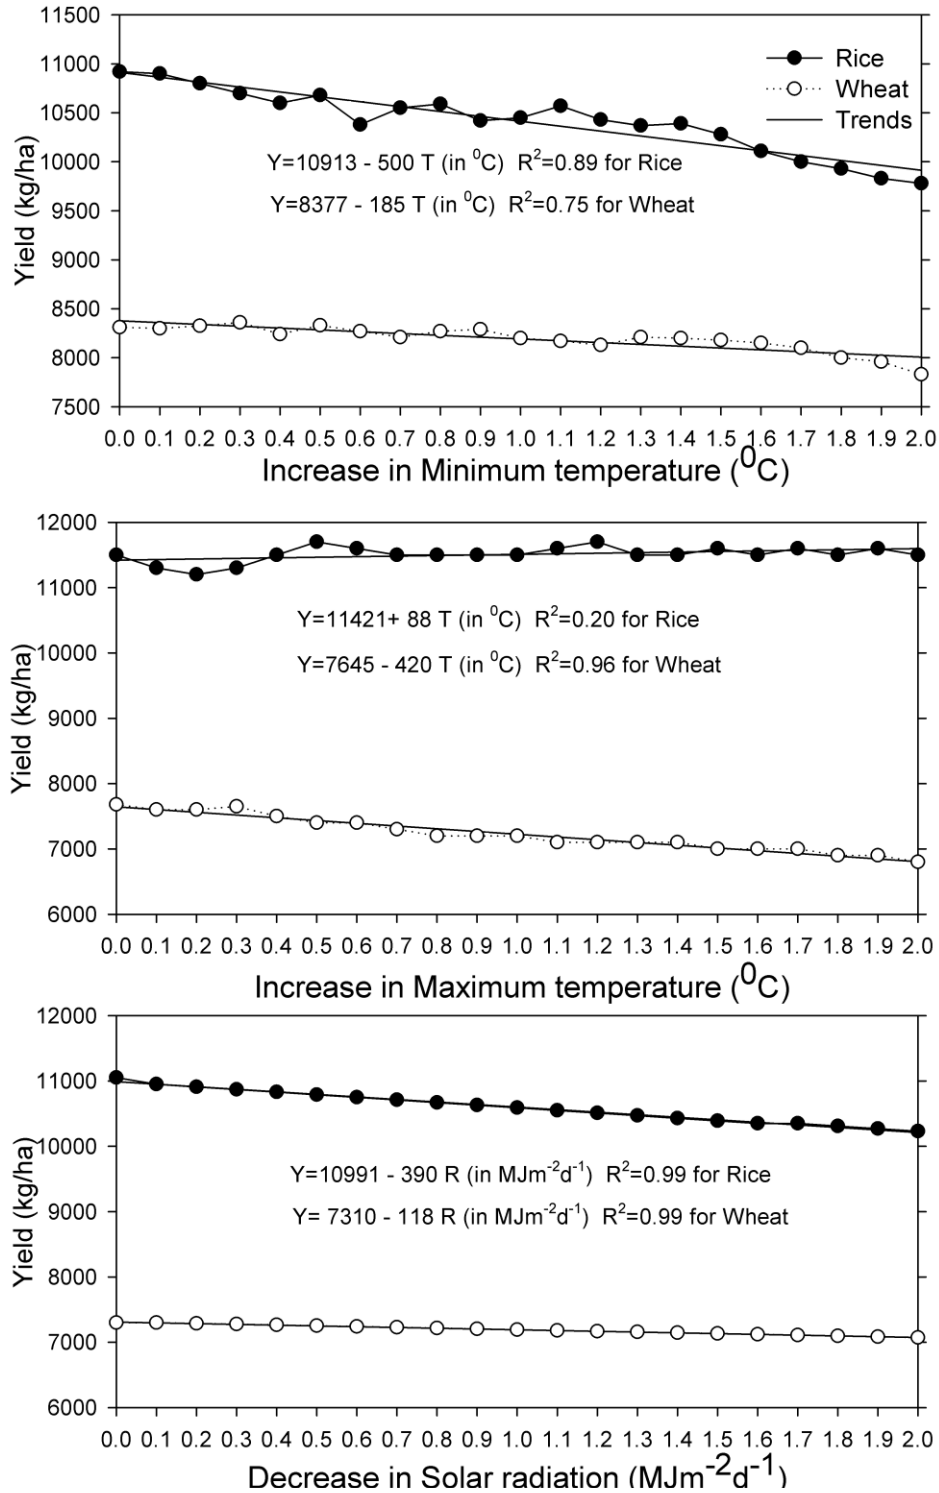 11500
11000
10500
10000
9500
9000
8500
8000
7500
Yield (kg/ha)
Rice
Wheat
Trends
Y=10913 - 500 T (in ⁰C) R²=0.89 for Rice
Y=8377 - 185 T (in ⁰C) R²=0.75 for Wheat
0.0 0.1 0.2 0.3 0.4 0.5 0.6 0.7 0.8 0.9 1.0 1.1 1.2 1.3 1.4 1.5 1.6 1.7 1.8 1.9 2.0
Increase in Minimum temperature (⁰C)
12000
11000
10000
9000
8000
7000
6000
Yield (kg/ha)
Y=11421+ 88 T (in ⁰C) R²=0.20 for Rice
Y=7645 - 420 T (in ⁰C) R²=0.96 for Wheat
0.0 0.1 0.2 0.3 0.4 0.5 0.6 0.7 0.8 0.9 1.0 1.1 1.2 1.3 1.4 1.5 1.6 1.7 1.8 1.9 2.0
Increase in Maximum temperature (⁰C)
12000
11000
10000
9000
8000
7000
6000
Yield (kg/ha)
Y=10991 - 390 R (in MJm⁻²d⁻¹) R²=0.99 for Rice
Y= 7310 - 118 R (in MJm⁻²d⁻¹) R²=0.99 for Wheat
0.0 0.1 0.2 0.3 0.4 0.5 0.6 0.7 0.8 0.9 1.0 1.1 1.2 1.3 1.4 1.5 1.6 1.7 1.8 1.9 2.0
Decrease in Solar radiation (MJm⁻²d⁻¹)